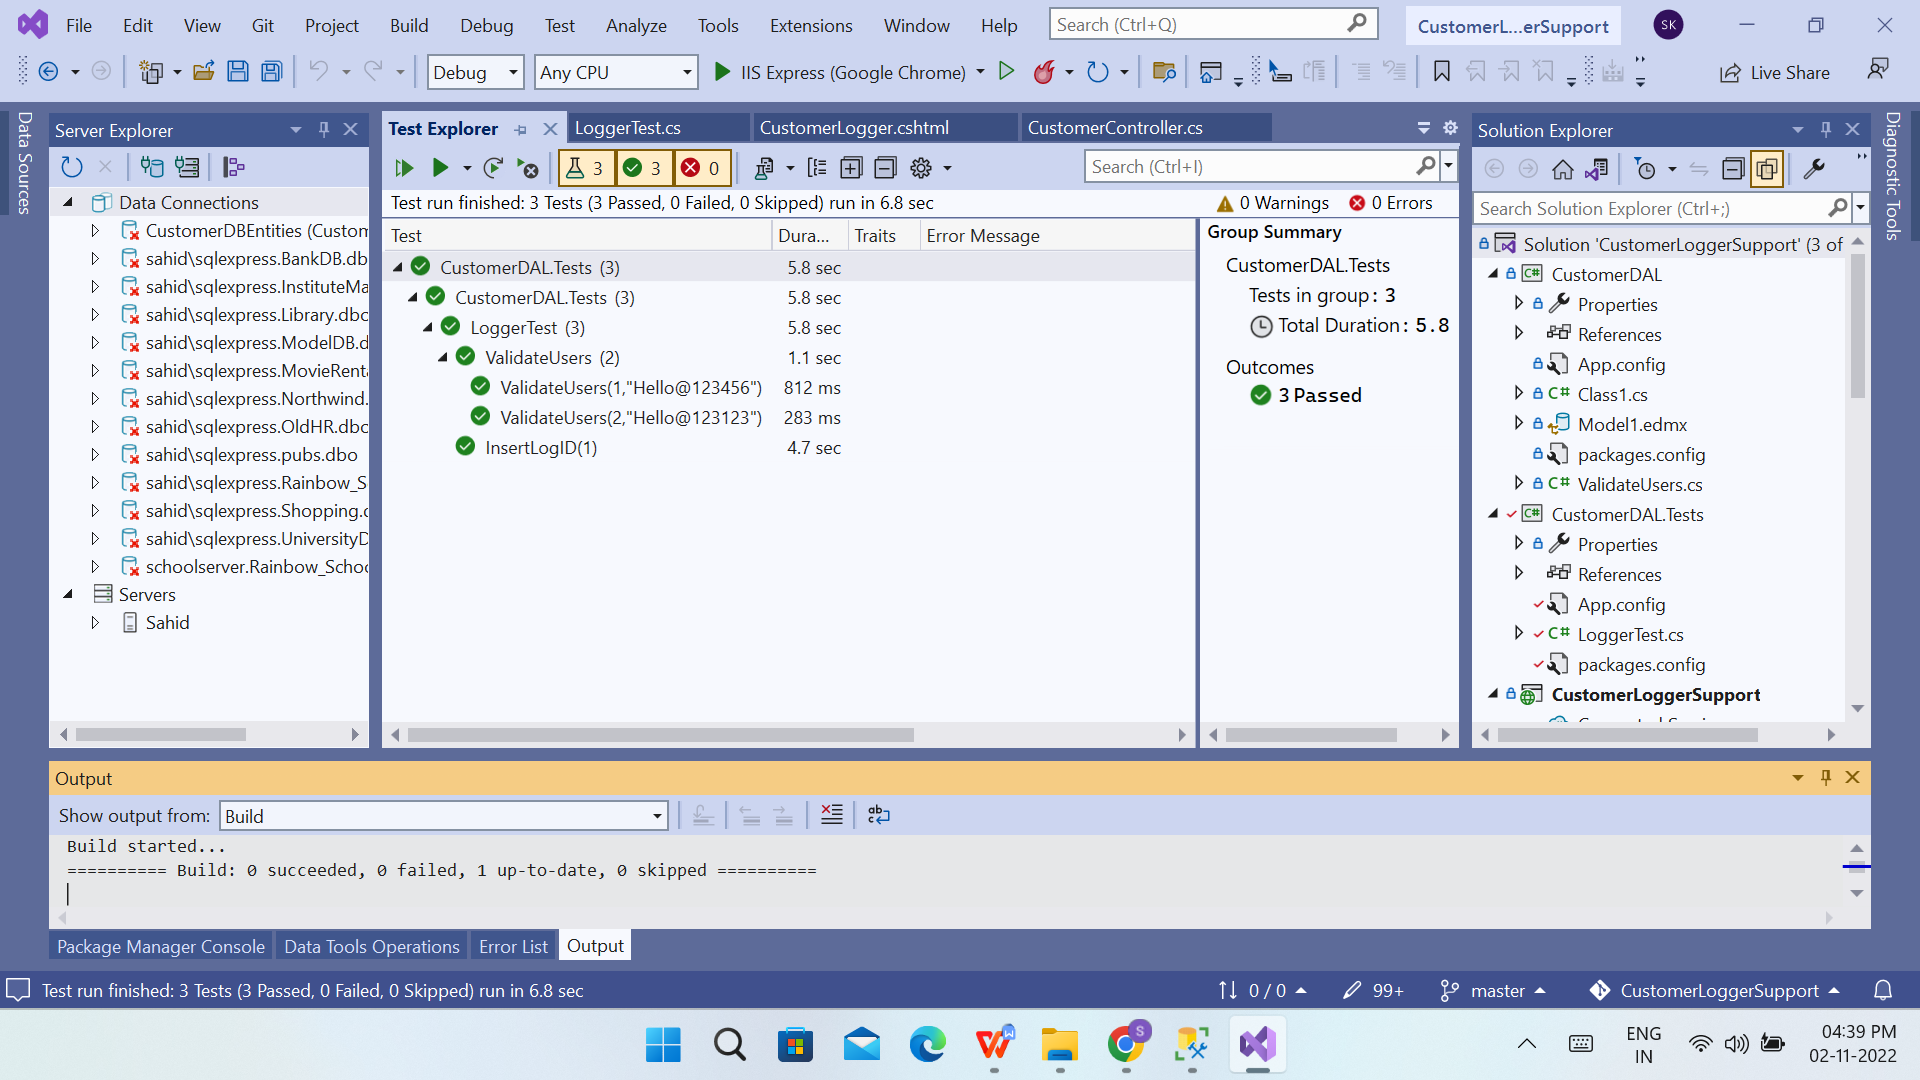 File Edit View Git Project Build Debug Test Analyze Tools Extensions Window Help Search (Ctrl+Q) CustomerL...erSupport SK
Debug Any CPU IIS Express (Google Chrome) Live Share
Data Sources
Server Explorer
Data Connections
CustomerDBEntities (Custom
sahid\sqlexpress.BankDB.db
sahid\sqlexpress.InstituteMa
sahid\sqlexpress.Library.dbo
sahid\sqlexpress.ModelDB.d
sahid\sqlexpress.MovieRenta
sahid\sqlexpress.Northwind.
sahid\sqlexpress.OldHR.dbo
sahid\sqlexpress.pubs.dbo
sahid\sqlexpress.Rainbow_S
sahid\sqlexpress.Shopping.d
sahid\sqlexpress.UniversityD
schoolserver.Rainbow_Schoo
Servers
Sahid
Test Explorer LoggerTest.cs CustomerLogger.cshtml CustomerController.cs
3 3 0 Search (Ctrl+I)
Test run finished: 3 Tests (3 Passed, 0 Failed, 0 Skipped) run in 6.8 sec 0 Warnings 0 Errors
Test Dura... Traits Error Message
CustomerDAL.Tests (3) 5.8 sec
CustomerDAL.Tests (3) 5.8 sec
LoggerTest (3) 5.8 sec
ValidateUsers (2) 1.1 sec
ValidateUsers(1,"Hello@123456") 812 ms
ValidateUsers(2,"Hello@123123") 283 ms
InsertLogID(1) 4.7 sec
Group Summary
CustomerDAL.Tests
Tests in group: 3
Total Duration: 5.8
Outcomes
3 Passed
Solution Explorer
Search Solution Explorer (Ctrl+;)
Solution 'CustomerLoggerSupport' (3 of
CustomerDAL
Properties
References
App.config
Class1.cs
Model1.edmx
packages.config
ValidateUsers.cs
CustomerDAL.Tests
Properties
References
App.config
LoggerTest.cs
packages.config
CustomerLoggerSupport
Diagnostic Tools
Output
Show output from: Build
Build started...
========== Build: 0 succeeded, 0 failed, 1 up-to-date, 0 skipped ==========
Package Manager Console Data Tools Operations Error List Output
Test run finished: 3 Tests (3 Passed, 0 Failed, 0 Skipped) run in 6.8 sec 0 / 0 99+ master CustomerLoggerSupport
ENG
IN
04:39 PM
02-11-2022